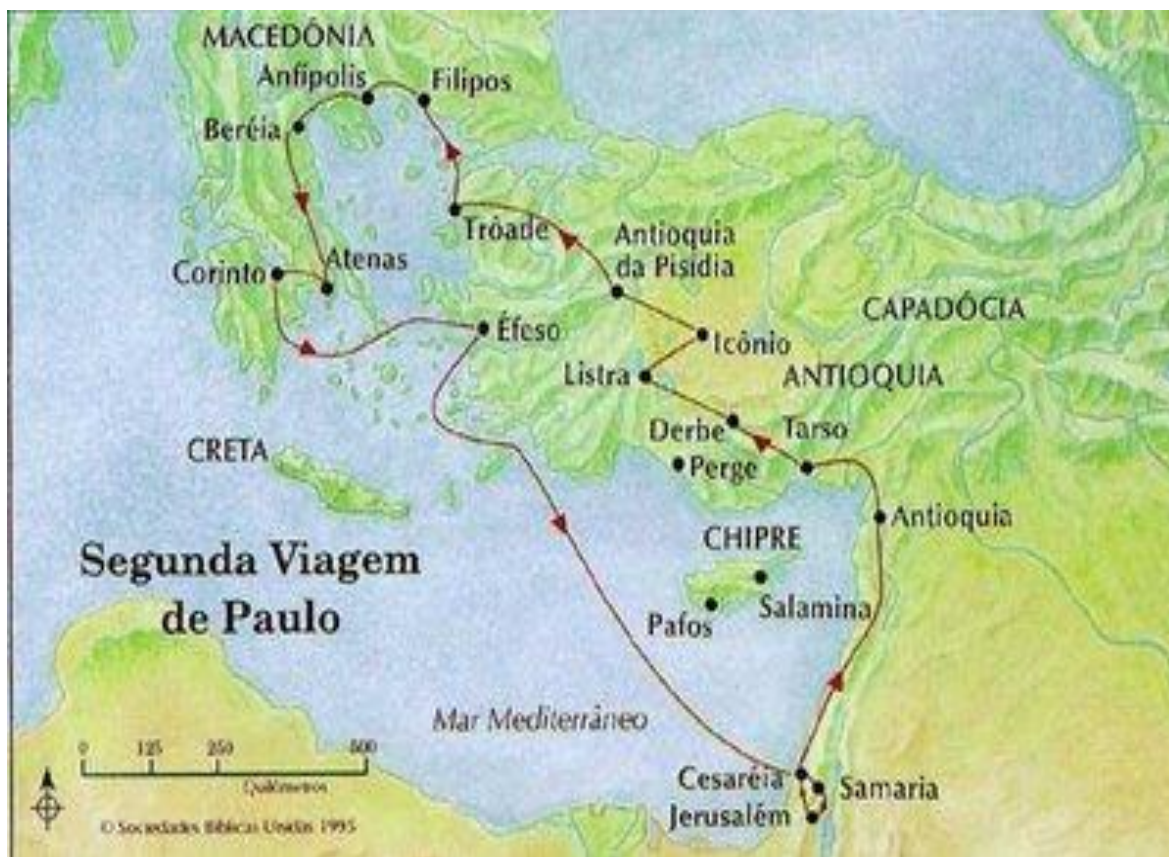 MACEDÔNIA
Anfípolis
Filipos
Beréia
Trôade
Antioquia
da Pisídia
Corinto
Atenas
CAPADÓCIA
Éfeso
Icônio
Listra
ANTIOQUIA
Derbe
Tarso
Perge
CRETA
Antioquia
CHIPRE
Segunda Viagem
de Paulo
Salamina
Pafos
Mar Mediterrâneo
0 125 250 500
Quilômetros
Cesaréia
Samaria
Jerusalém
© Sociedades Bíblicas Unidas 1995